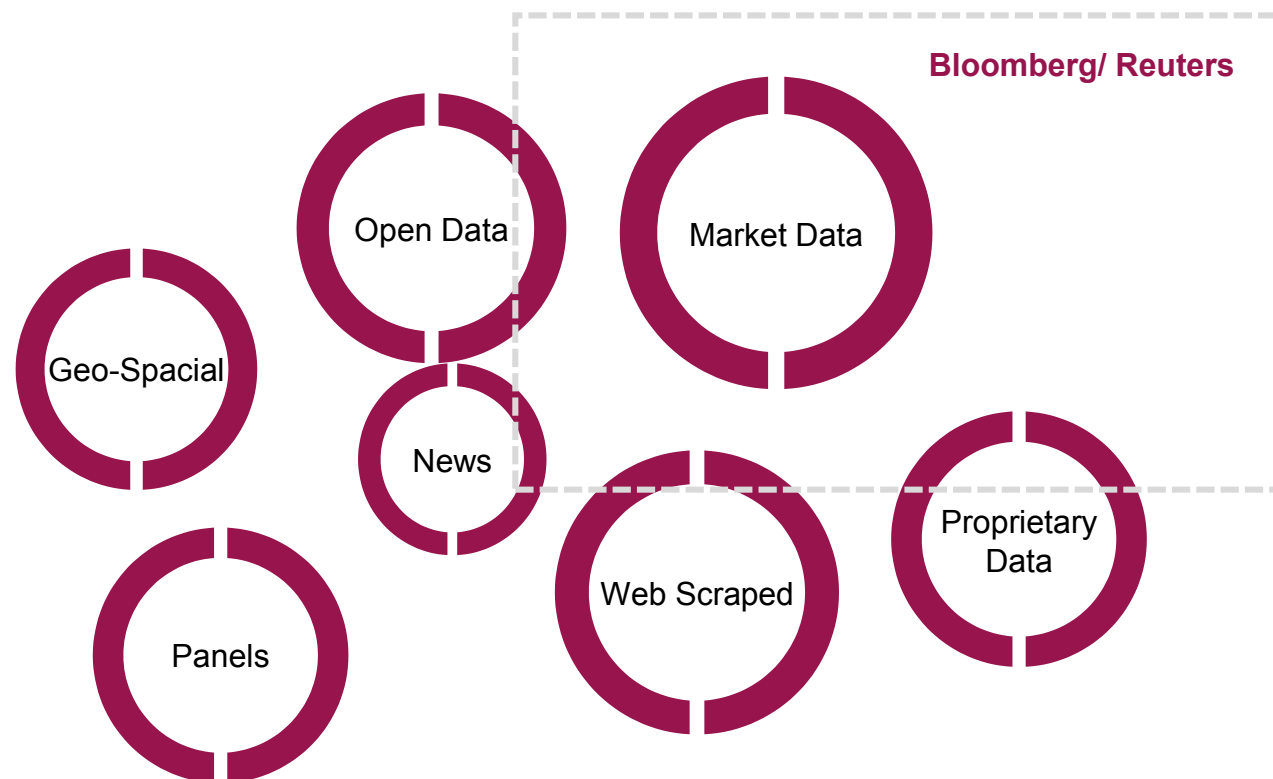 Bloomberg/ Reuters
Open Data
Market Data
Geo-Spacial
News
Proprietary
Data
Web Scraped
Panels